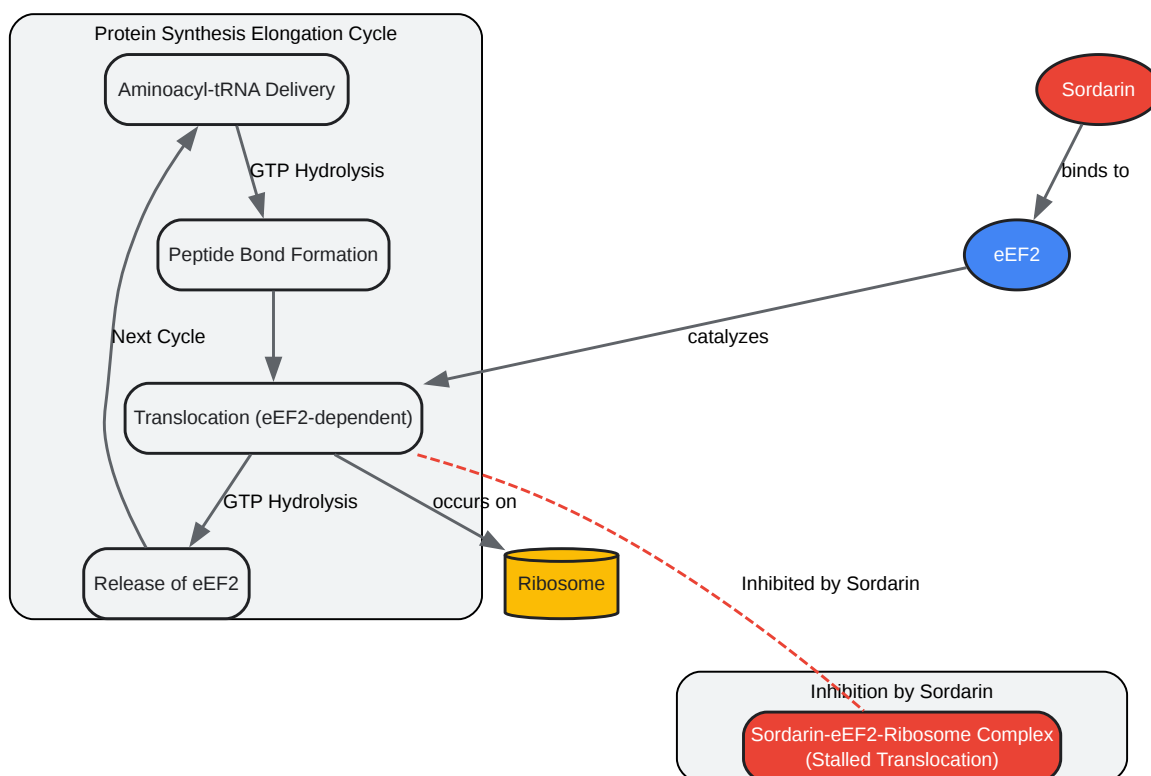 Protein Synthesis Elongation Cycle
Aminoacyl-tRNA Delivery
Sordarin
GTP Hydrolysis
binds to
Peptide Bond Formation
eEF2
Next Cycle
catalyzes
Translocation (eEF2-dependent)
GTP Hydrolysis
occurs on
Release of eEF2
Ribosome
Inhibited by Sordarin
Inhibition by Sordarin
Sordarin-eEF2-Ribosome Complex
(Stalled Translocation)